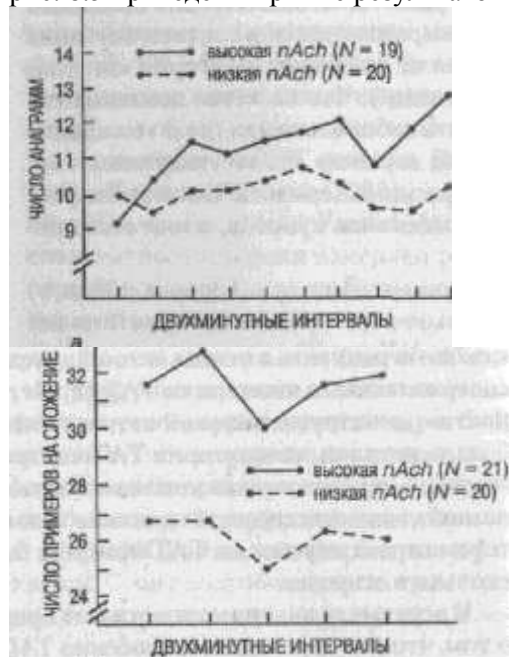 14
13
12
11
10
9
ЧИСЛО АНАГРАММ
высокая nAch (N = 19)
низкая nAch (N = 20)
ДВУХМИНУТНЫЕ ИНТЕРВАЛЫ
32
30
28
26
24
ЧИСЛО ПРИМЕРОВ НА СЛОЖЕНИЕ
высокая nAch (N = 21)
низкая nAch (N = 20)
ДВУХМИНУТНЫЕ ИНТЕРВАЛЫ